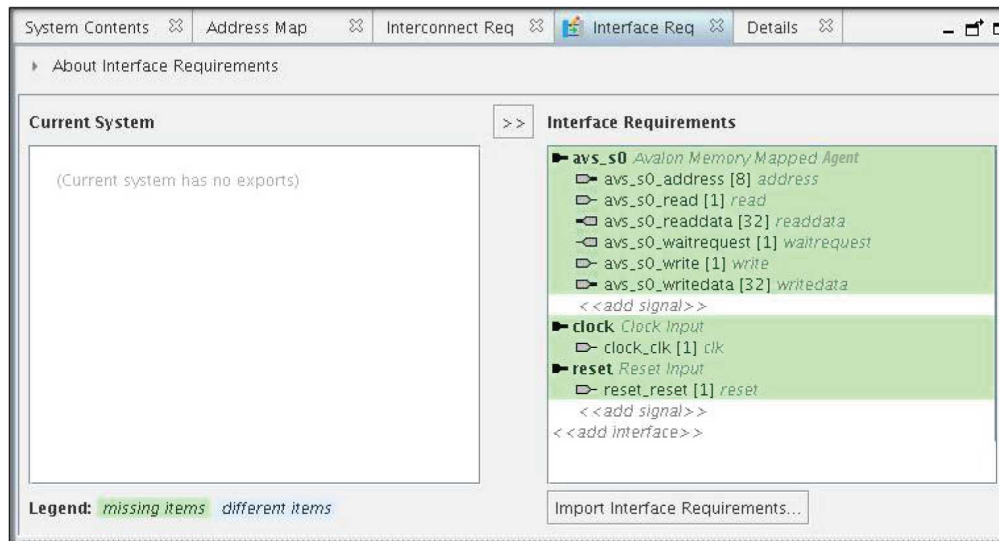 System Contents Address Map Interconnect Req Interface Req Details
About Interface Requirements
Current System >> Interface Requirements
(Current system has no exports)
avs_s0 Avalon Memory Mapped Agent
avs_s0_address [8] address
avs_s0_read [1] read
avs_s0_readdata [32] readdata
avs_s0_waitrequest [1] waitrequest
avs_s0_write [1] write
avs_s0_writedata [32] writedata
<<add signal>>
clock Clock Input
clock_clk [1] clk
reset Reset Input
reset_reset [1] reset
<<add signal>>
<<add interface>>
Legend: missing items different items
Import Interface Requirements...